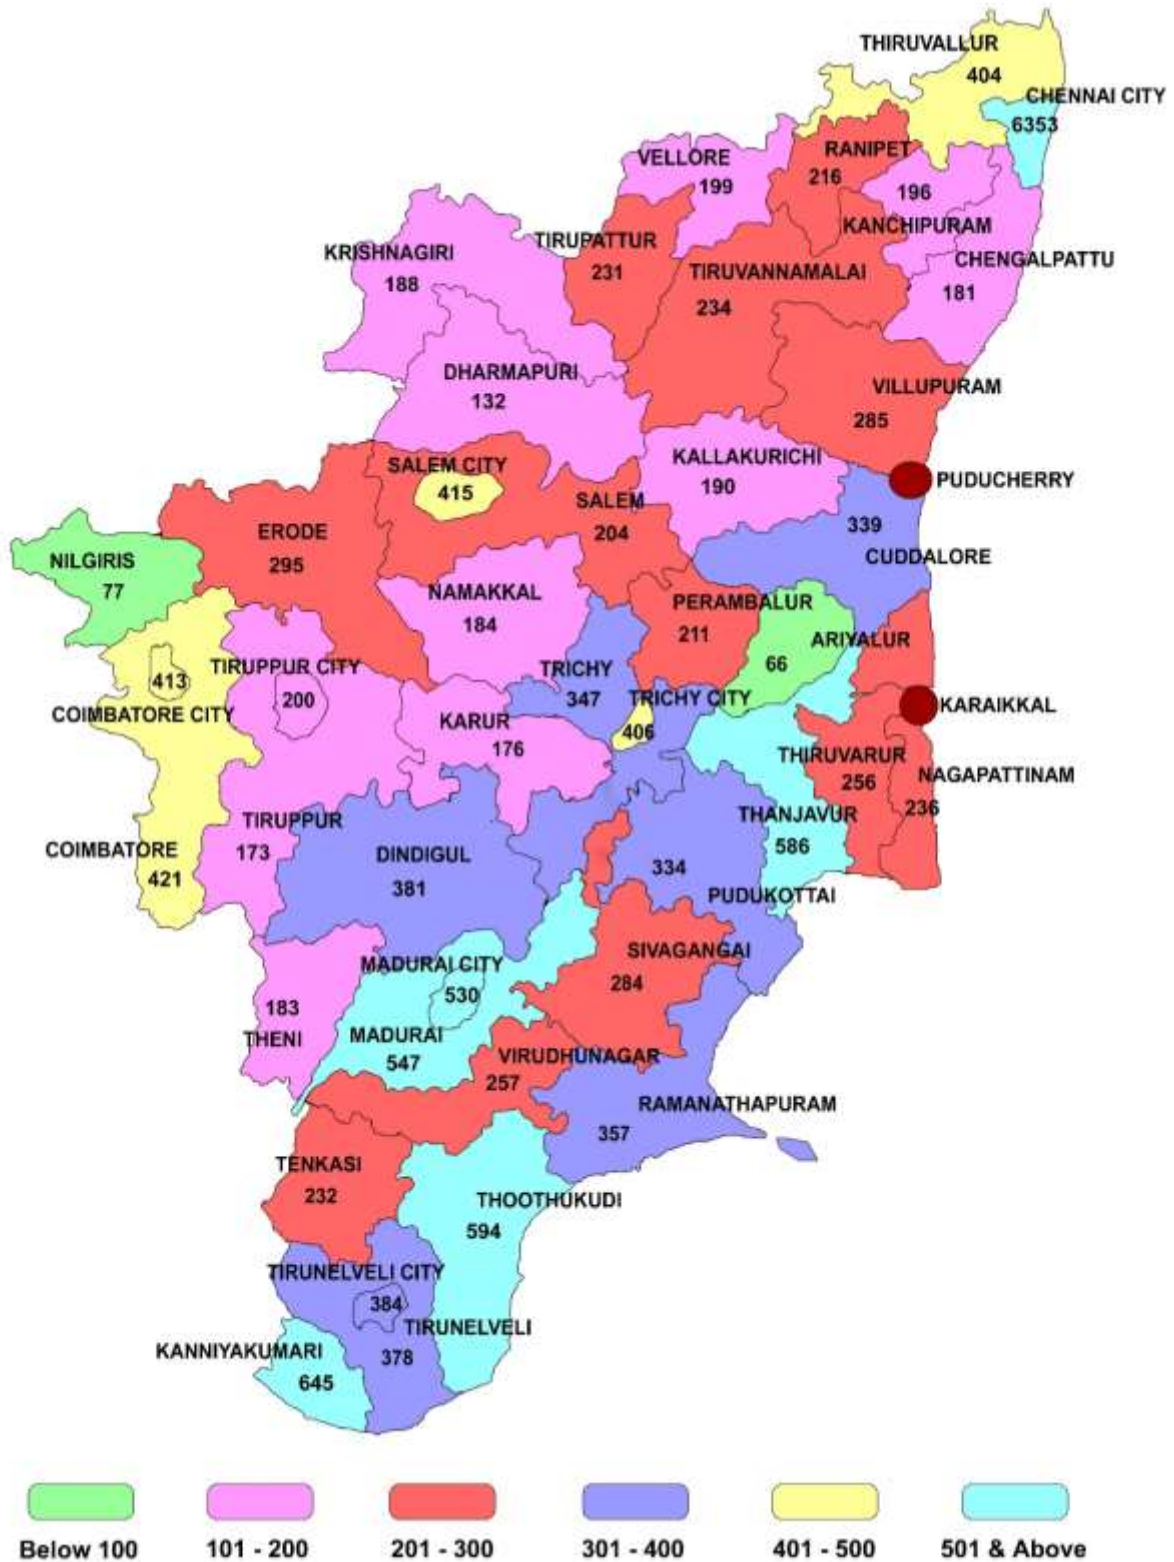 THIRUVALLUR
404
CHENNAI CITY
6353
RANIPET
216
VELLORE
199
196
KANCHIPURAM
TIRUPATTUR
231
KRISHNAGIRI
188
CHENGALPATTU
181
TIRUVANNAMALAI
234
DHARMAPURI
132
VILLUPURAM
285
SALEM CITY
415
KALLAKURICHI
190
PUDUCHERRY
SALEM
204
339
CUDDALORE
ERODE
295
NILGIRIS
77
NAMAKKAL
184
PERAMBALUR
211
ARIYALUR
66
TIRUPPUR CITY
200
413
COIMBATORE CITY
TRICHY
347
TRICHY CITY
406
KARAIKKAL
KARUR
176
THIRUVARUR
256
NAGAPATTINAM
236
THANJAVUR
586
TIRUPPUR
173
COIMBATORE
421
DINDIGUL
381
334
PUDUKOTTAI
SIVAGANGAI
284
MADURAI CITY
530
183
THENI
MADURAI
547
VIRUDHUNAGAR
257
RAMANATHAPURAM
357
TENKASI
232
THOOTHUKUDI
594
TIRUNELVELI CITY
384
TIRUNELVELI
378
KANNIYAKUMARI
645
Below 100
101 - 200
201 - 300
301 - 400
401 - 500
501 & Above